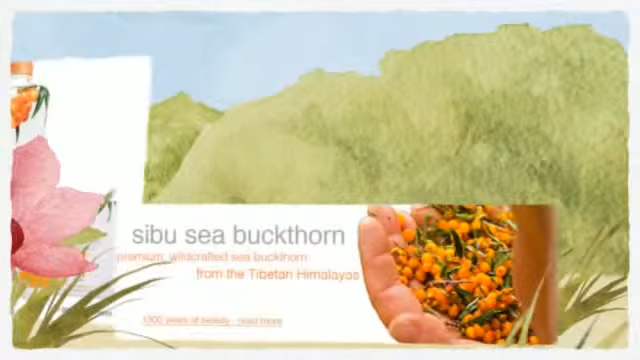 sibu sea buckthorn
premium, wildcrafted sea buckthorn
from the Tibetan Himalayas
1300 years of beauty - read more